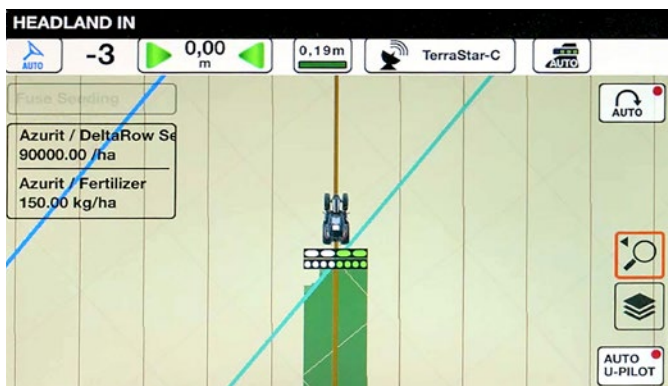 HEADLAND IN
AUTO
-3
0,00
m
0,19m
TerraStar-C
AUTO
Fuse Seeding
AUTO
Azurit / DeltaRow Se
90000.00 /ha
Azurit / Fertilizer
150.00 kg/ha
AUTO
U-PILOT